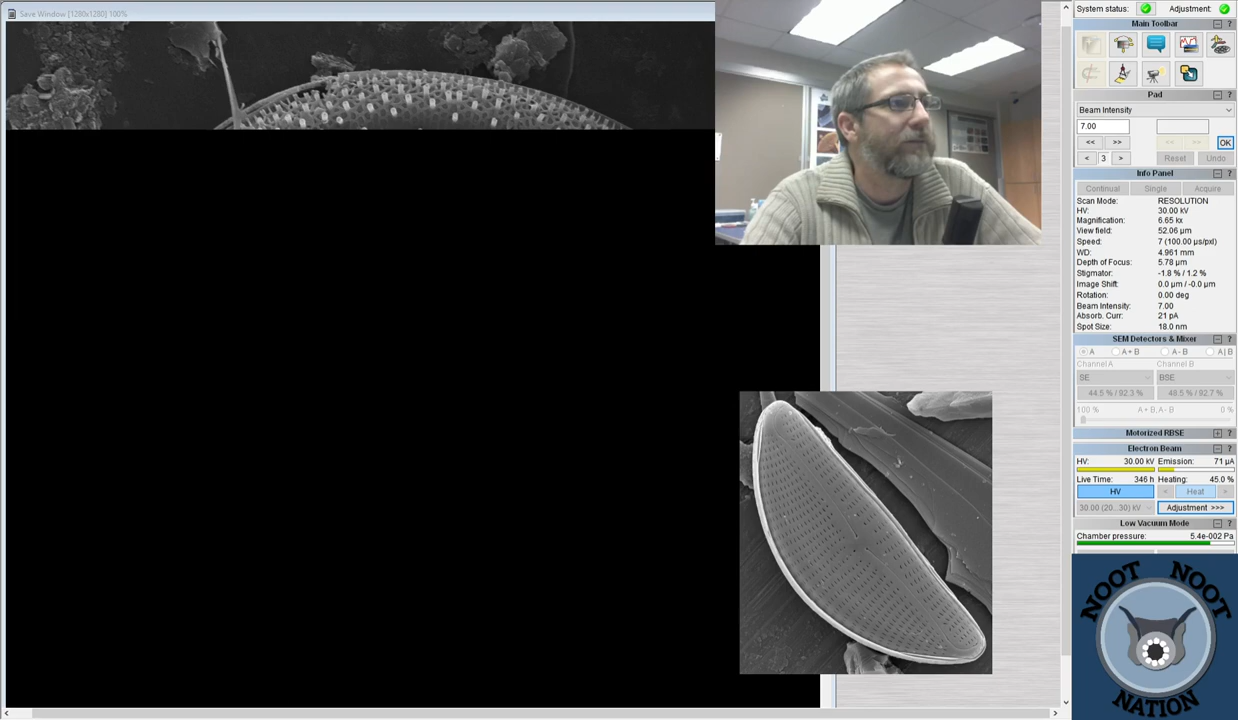 Save Window [1280x1280] 100%
System status:
Adjustment:
Main Toolbar
?
Pad
?
Beam Intensity
7.00
<< >>
<< >>
OK
< 3 >
Reset
Undo
Info Panel
?
Continual
Single
Acquire
Scan Mode: RESOLUTION
HV: 30.00 kV
Magnification: 6.65 kx
View field: 52.06 µm
Speed: 7 (100.00 µs/pxl)
WD: 4.961 mm
Depth of Focus: 5.78 µm
Stigmator: -1.8 % / 1.2 %
Image Shift: 0.0 µm / -0.0 µm
Rotation: 0.00 deg
Beam Intensity: 7.00
Absorb. Curr: 21 pA
Spot Size: 18.0 nm
SEM Detectors & Mixer
?
A A + B A - B A | B
Channel A Channel B
SE BSE
44.5 % / 92.3 % 48.5 % / 92.7 %
100 % A + B, A - B 0 %
Motorized RBSE
?
Electron Beam
?
HV: 30.00 kV Emission: 71 µA
Live Time: 346 h Heating: 45.0 %
HV < Heat >
30.00 (20...30) kV Adjustment >>>
Low Vacuum Mode
?
Chamber pressure: 5.4e-002 Pa
NOOT NOOT
NATION